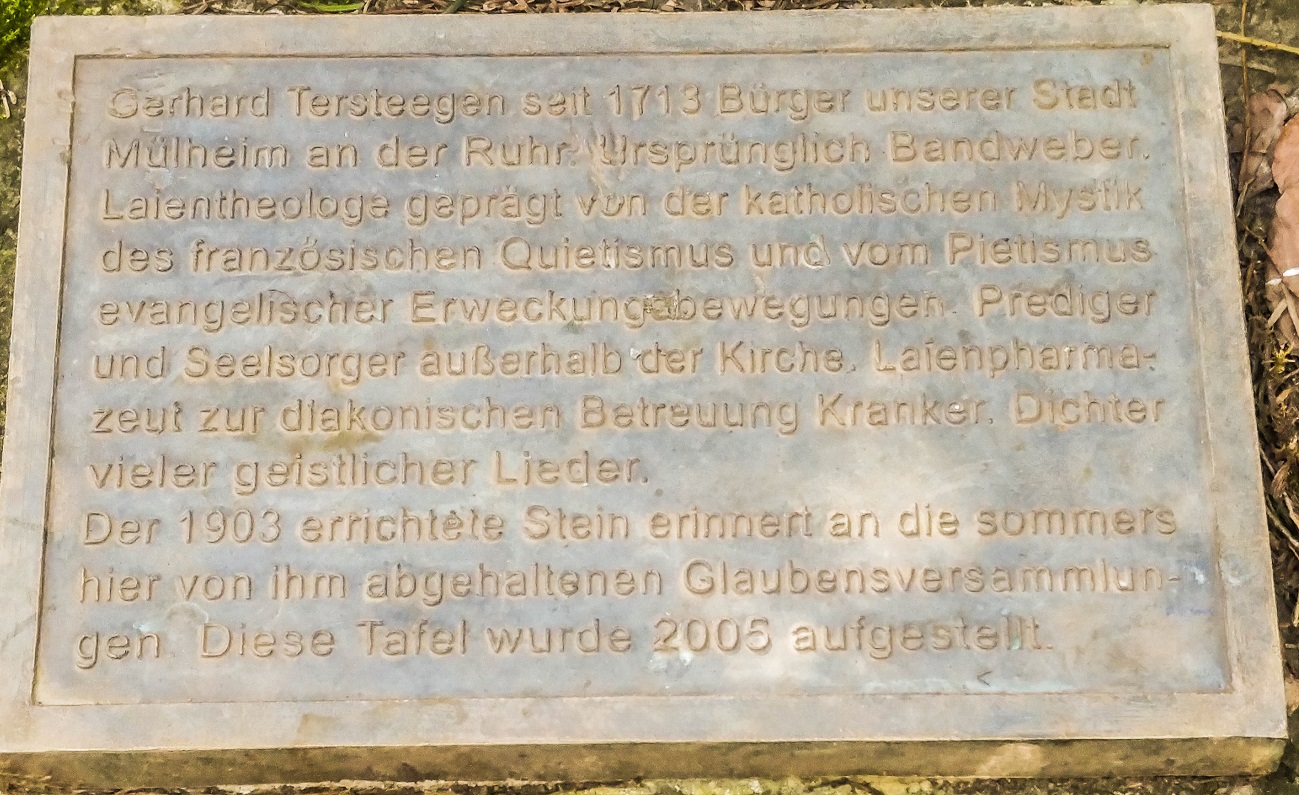 Gerhard Tersteegen seit 1713 Bürger unserer Stadt
Mülheim an der Ruhr. Ursprünglich Bandweber.
Laientheologe geprägt von der katholischen Mystik
des französischen Quietismus und vom Pietismus
evangelischer Erweckungsbewegungen. Prediger
und Seelsorger außerhalb der Kirche. Laienpharma-
zeut zur diakonischen Betreuung Kranker. Dichter
vieler geistlicher Lieder.
Der 1903 errichtete Stein erinnert an die sommers
hier von ihm abgehaltenen Glaubensversammlun-
gen. Diese Tafel wurde 2005 aufgestellt.